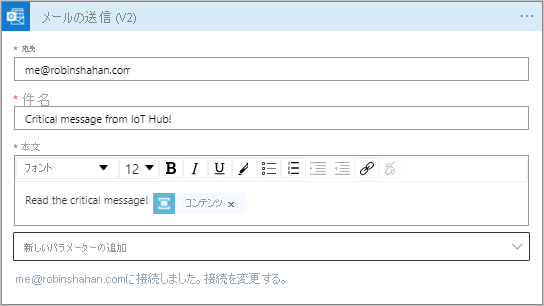 メールの送信 (V2)
* 宛先
me@robinshahan.com
* 件名
Critical message from IoT Hub!
* 本文
フォント 12 B I U
Read the critical message! コンテンツ ×
新しいパラメーターの追加
me@robinshahan.comに接続しました。接続を変更する。